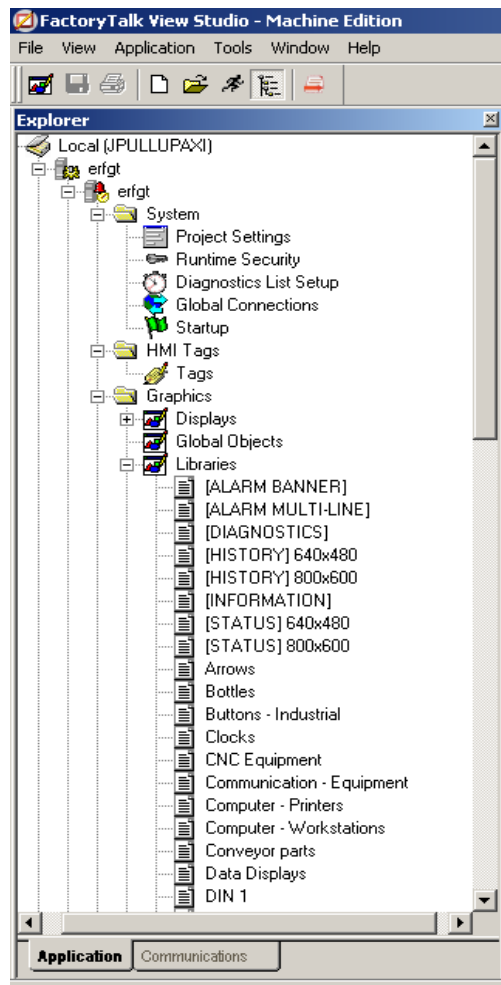 FactoryTalk View Studio - Machine Edition
File View Application Tools Window Help
Explorer
Local (JPULLUPAXI)
erfgt
erfgt
System
Project Settings
Runtime Security
Diagnostics List Setup
Global Connections
Startup
HMI Tags
Tags
Graphics
Displays
Global Objects
Libraries
[ALARM BANNER]
[ALARM MULTI-LINE]
[DIAGNOSTICS]
[HISTORY] 640x480
[HISTORY] 800x600
[INFORMATION]
[STATUS] 640x480
[STATUS] 800x600
Arrows
Bottles
Buttons - Industrial
Clocks
CNC Equipment
Communication - Equipment
Computer - Printers
Computer - Workstations
Conveyor parts
Data Displays
DIN 1
Application Communications